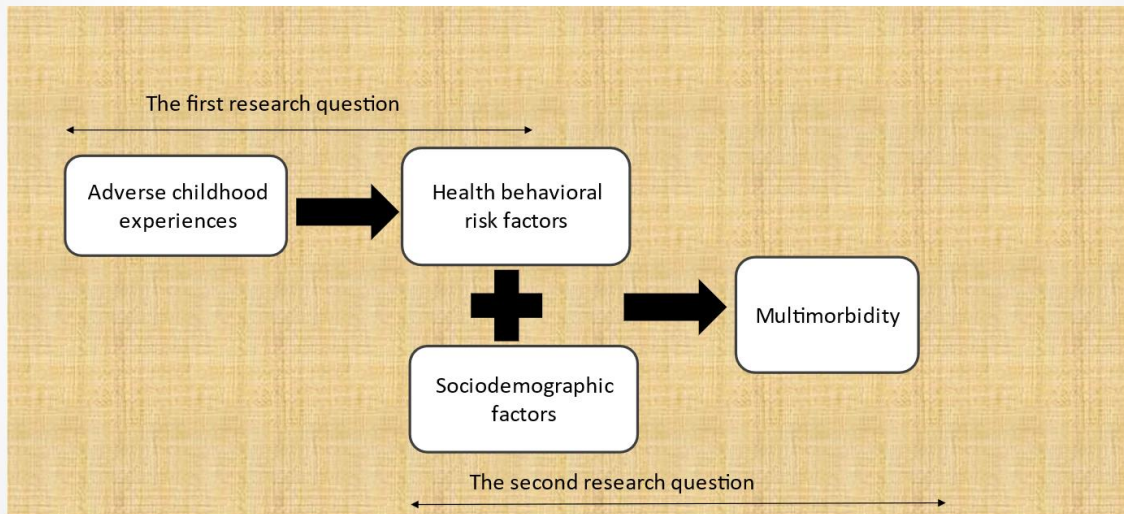 The first research question
Adverse childhood
experiences
Health behavioral
risk factors
Multimorbidity
Sociodemographic
factors
The second research question